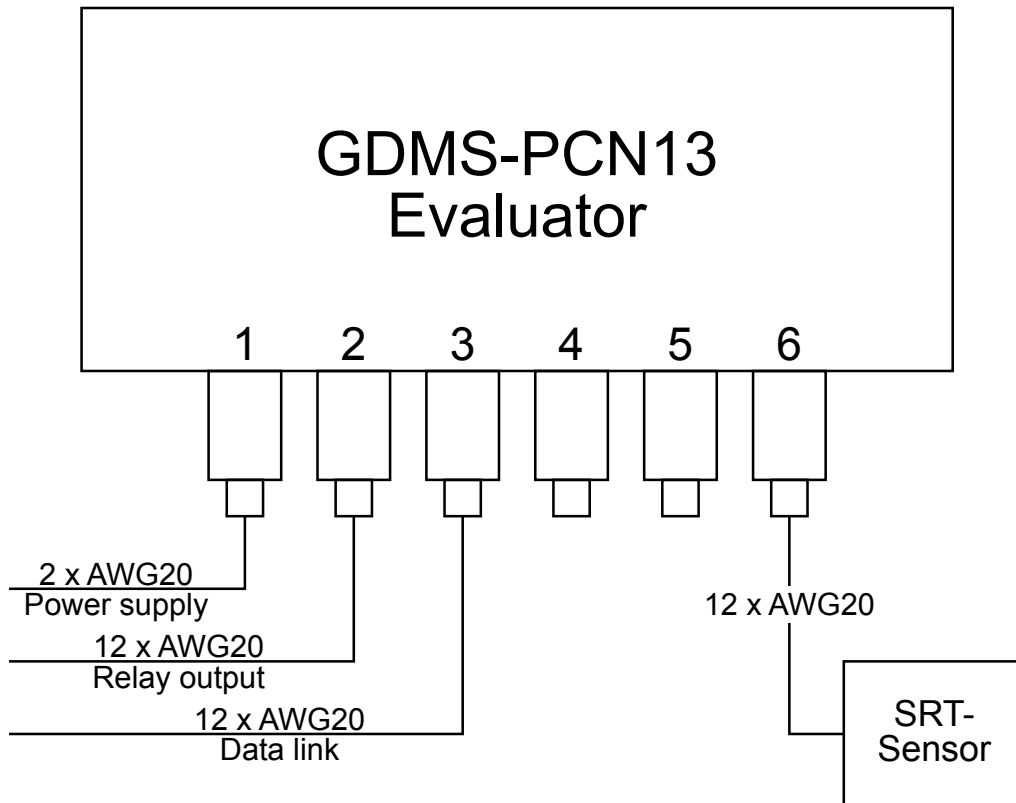 GDMS-PCN13
Evaluator
1 2 3 4 5 6
2 x AWG20
Power supply
12 x AWG20
Relay output
12 x AWG20
Data link
12 x AWG20
SRT-
Sensor